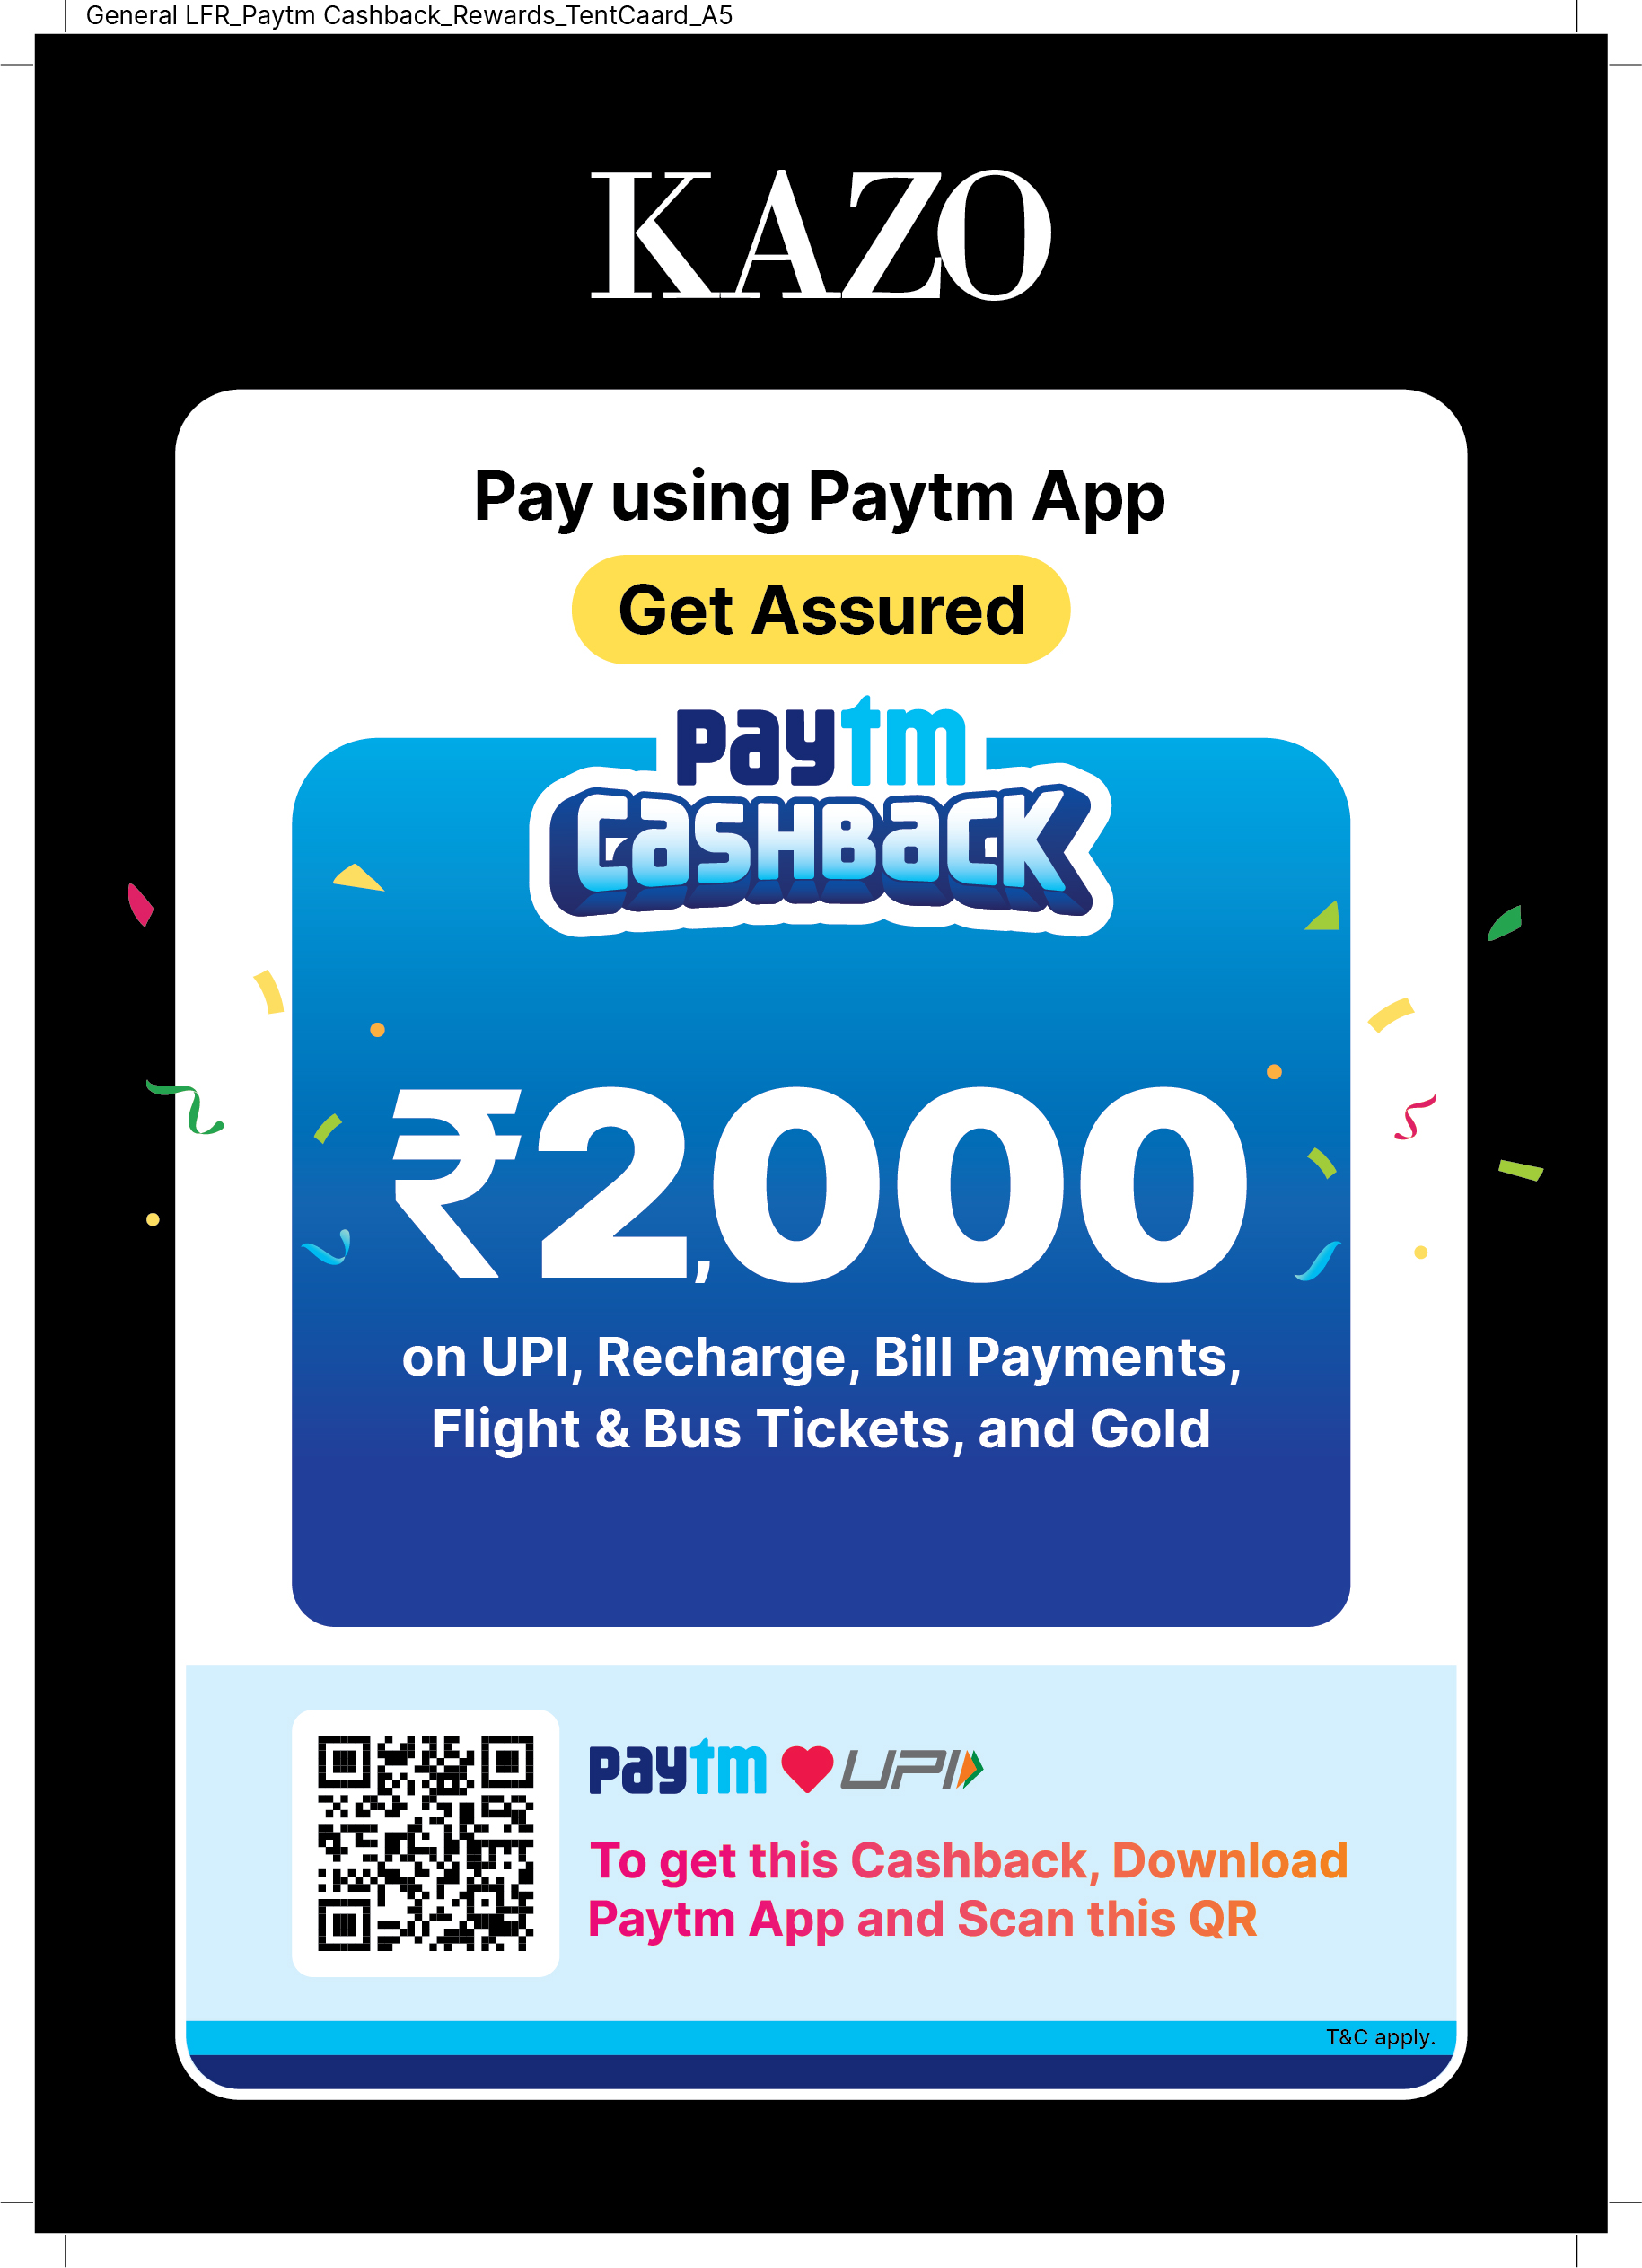 General LFR_Paytm Cashback_Rewards_TentCaard_A5
KAZO
Pay using Paytm App
Get Assured
paytm
CASHBACK
₹2,000
on UPI, Recharge, Bill Payments,
Flight & Bus Tickets, and Gold
paytm UPI
To get this Cashback, Download
Paytm App and Scan this QR
T&C apply.